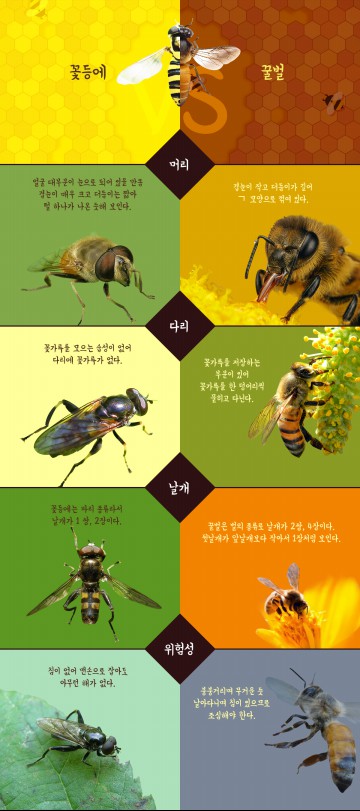 꽃등에
VS
꿀벌
머리
얼굴 대부분이 눈으로 되어 있을 만큼
겹눈이 매우 크고 더듬이는 짧아
털 하나가 나온 듯해 보인다.
겹눈이 작고 더듬이가 길어
ㄱ 모양으로 꺾여 있다.
다리
꽃가루를 모으는 습성이 없어
다리에 꽃가루가 없다.
꽃가루를 저장하는
부분이 있어
꽃가루를 한 덩어리씩
붙이고 다닌다.
날개
꽃등에는 파리 종류라서
날개가 1 쌍, 2장이다.
꿀벌은 벌의 종류로 날개가 2쌍, 4장이다.
뒷날개가 앞날개보다 작아서 1장처럼 보인다.
위험성
침이 없어 맨손으로 잡아도
아무런 해가 없다.
붕붕거리며 무거운 듯
날아다니며 침이 있으므로
조심해야 한다.